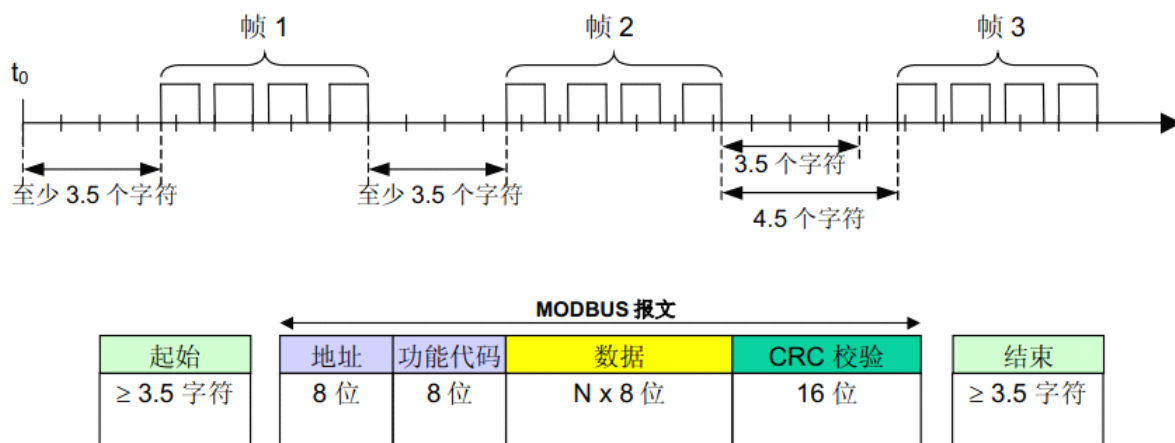 帧 1 帧 2 帧 3
t0
至少 3.5 个字符 至少 3.5 个字符 3.5 个字符
4.5 个字符
MODBUS 报文
起始 地址 功能代码 数据 CRC 校验 结束
≥ 3.5 字符 8 位 8 位 N x 8 位 16 位 ≥ 3.5 字符